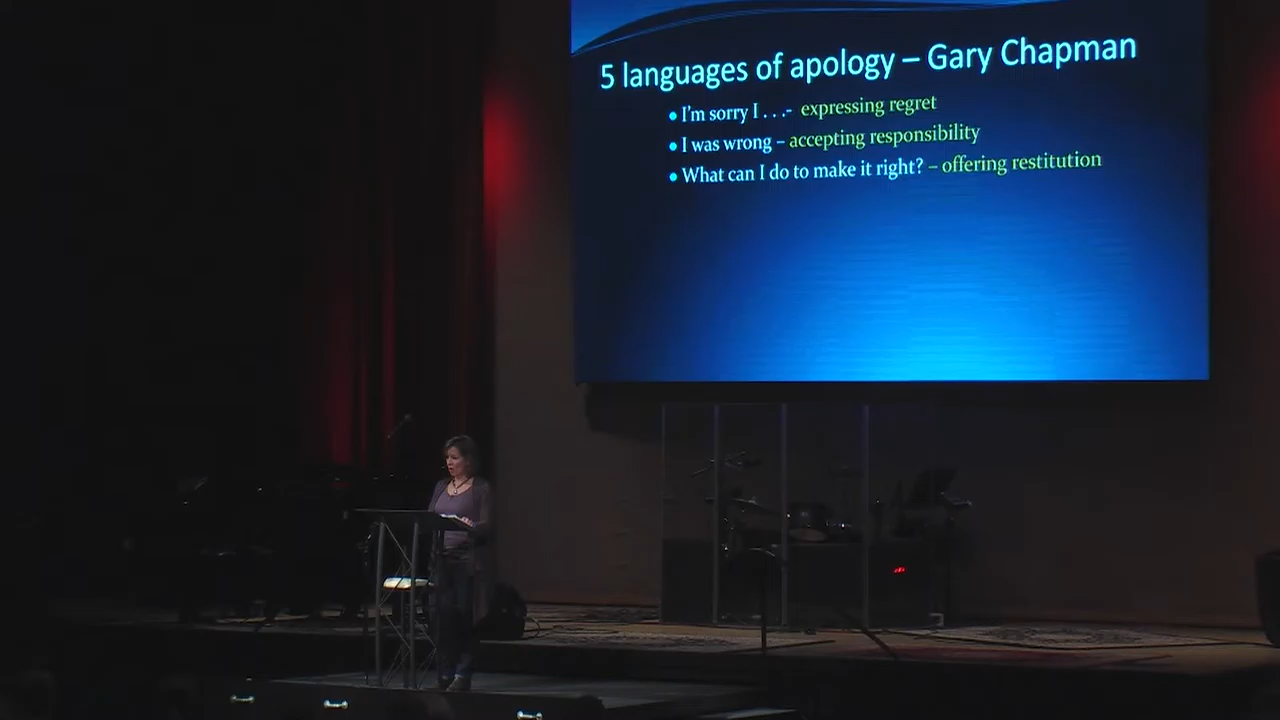 5 languages of apology – Gary Chapman
• I'm sorry I . . .- expressing regret
• I was wrong – accepting responsibility
• What can I do to make it right? – offering restitution